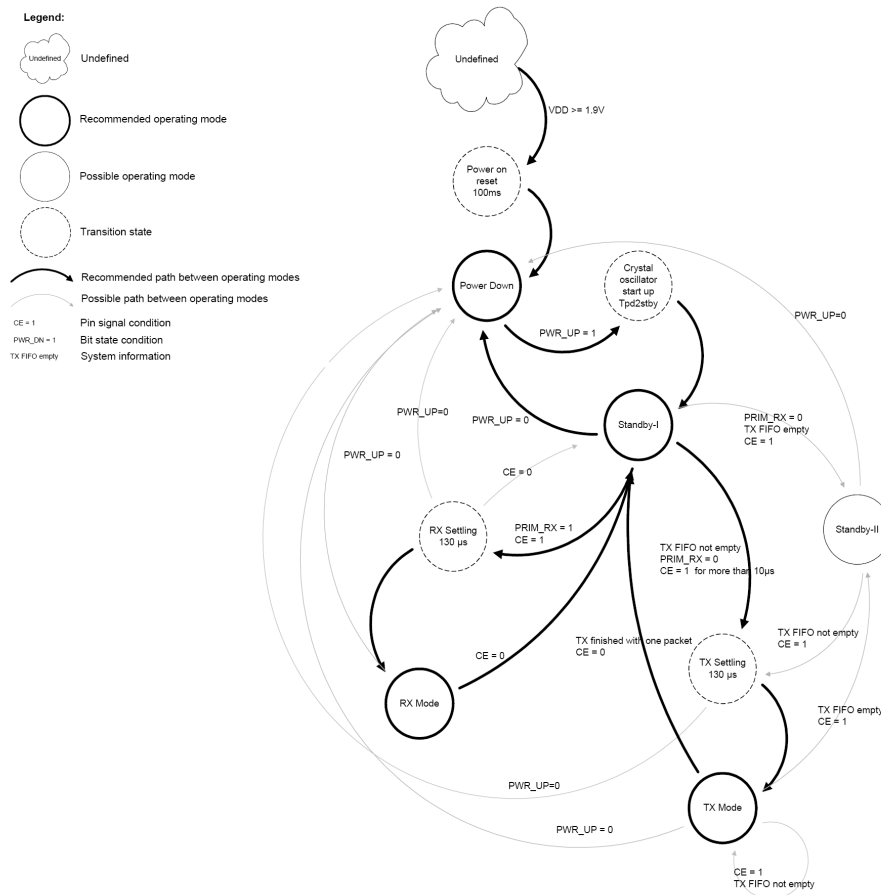 Legend:
Undefined
Undefined
Recommended operating mode
Possible operating mode
Transition state
Recommended path between operating modes
Possible path between operating modes
CE = 1
Pin signal condition
PWR_DN = 1
Bit state condition
TX FIFO empty
System information
Undefined
VDD >= 1.9V
Power on
reset
100ms
Power Down
Crystal
oscillator
start up
Tpd2stby
PWR_UP = 1
PWR_UP=0
PWR_UP=0
PWR_UP = 0
Standby-I
PRIM_RX = 0
TX FIFO empty
CE = 1
PWR_UP = 0
CE = 0
RX Settling
130 µs
PRIM_RX = 1
CE = 1
Standby-II
TX FIFO not empty
PRIM_RX = 0
CE = 1 for more than 10µs
TX FIFO not empty
CE = 1
TX finished with one packet
CE = 0
CE = 0
TX Settling
130 µs
RX Mode
TX FIFO empty
CE = 1
PWR_UP=0
TX Mode
PWR_UP = 0
CE = 1
TX FIFO not empty